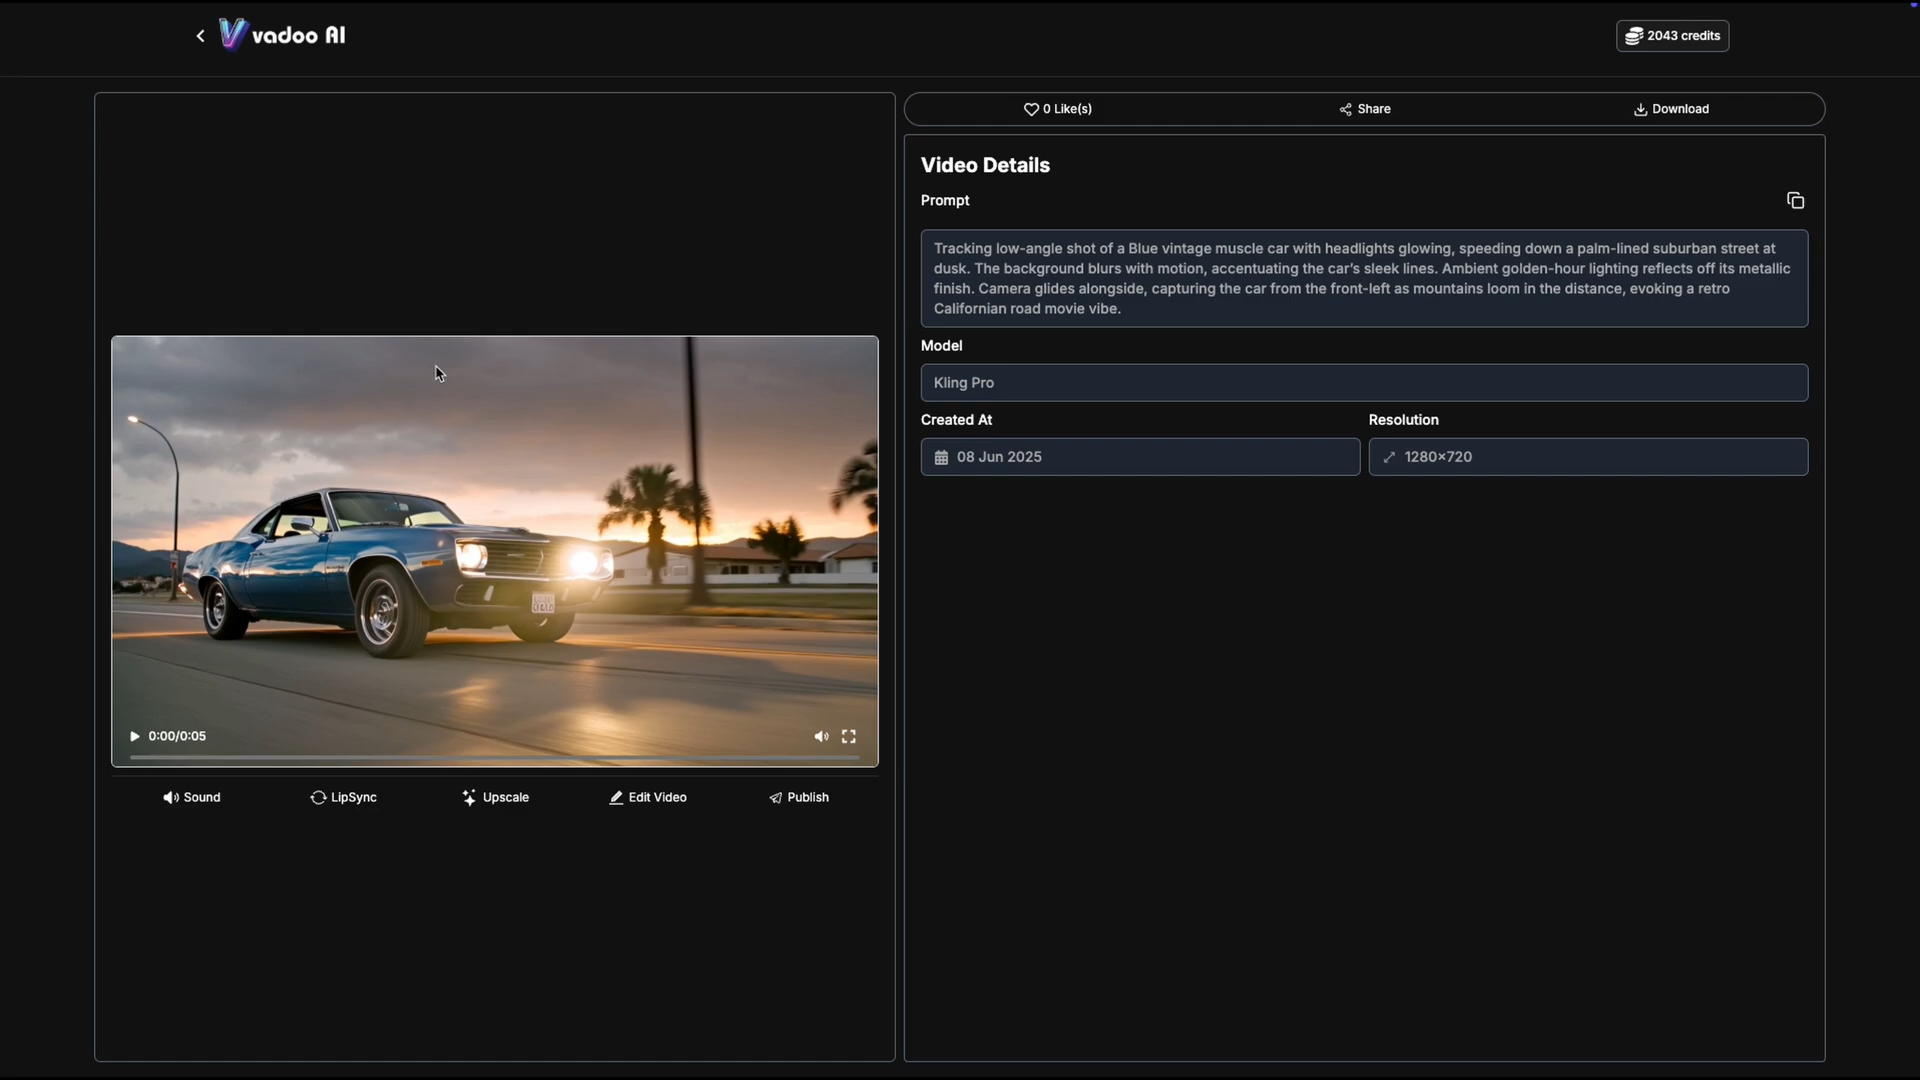 vadoo AI
2043 credits
0 Like(s)
Share
Download
Video Details
Prompt
Tracking low-angle shot of a Blue vintage muscle car with headlights glowing, speeding down a palm-lined suburban street at
dusk. The background blurs with motion, accentuating the car's sleek lines. Ambient golden-hour lighting reflects off its metallic
finish. Camera glides alongside, capturing the car from the front-left as mountains loom in the distance, evoking a retro
Californian road movie vibe.
Model
Kling Pro
Created At
Resolution
08 Jun 2025
1280×720
0:00/0:05
Sound
LipSync
Upscale
Edit Video
Publish